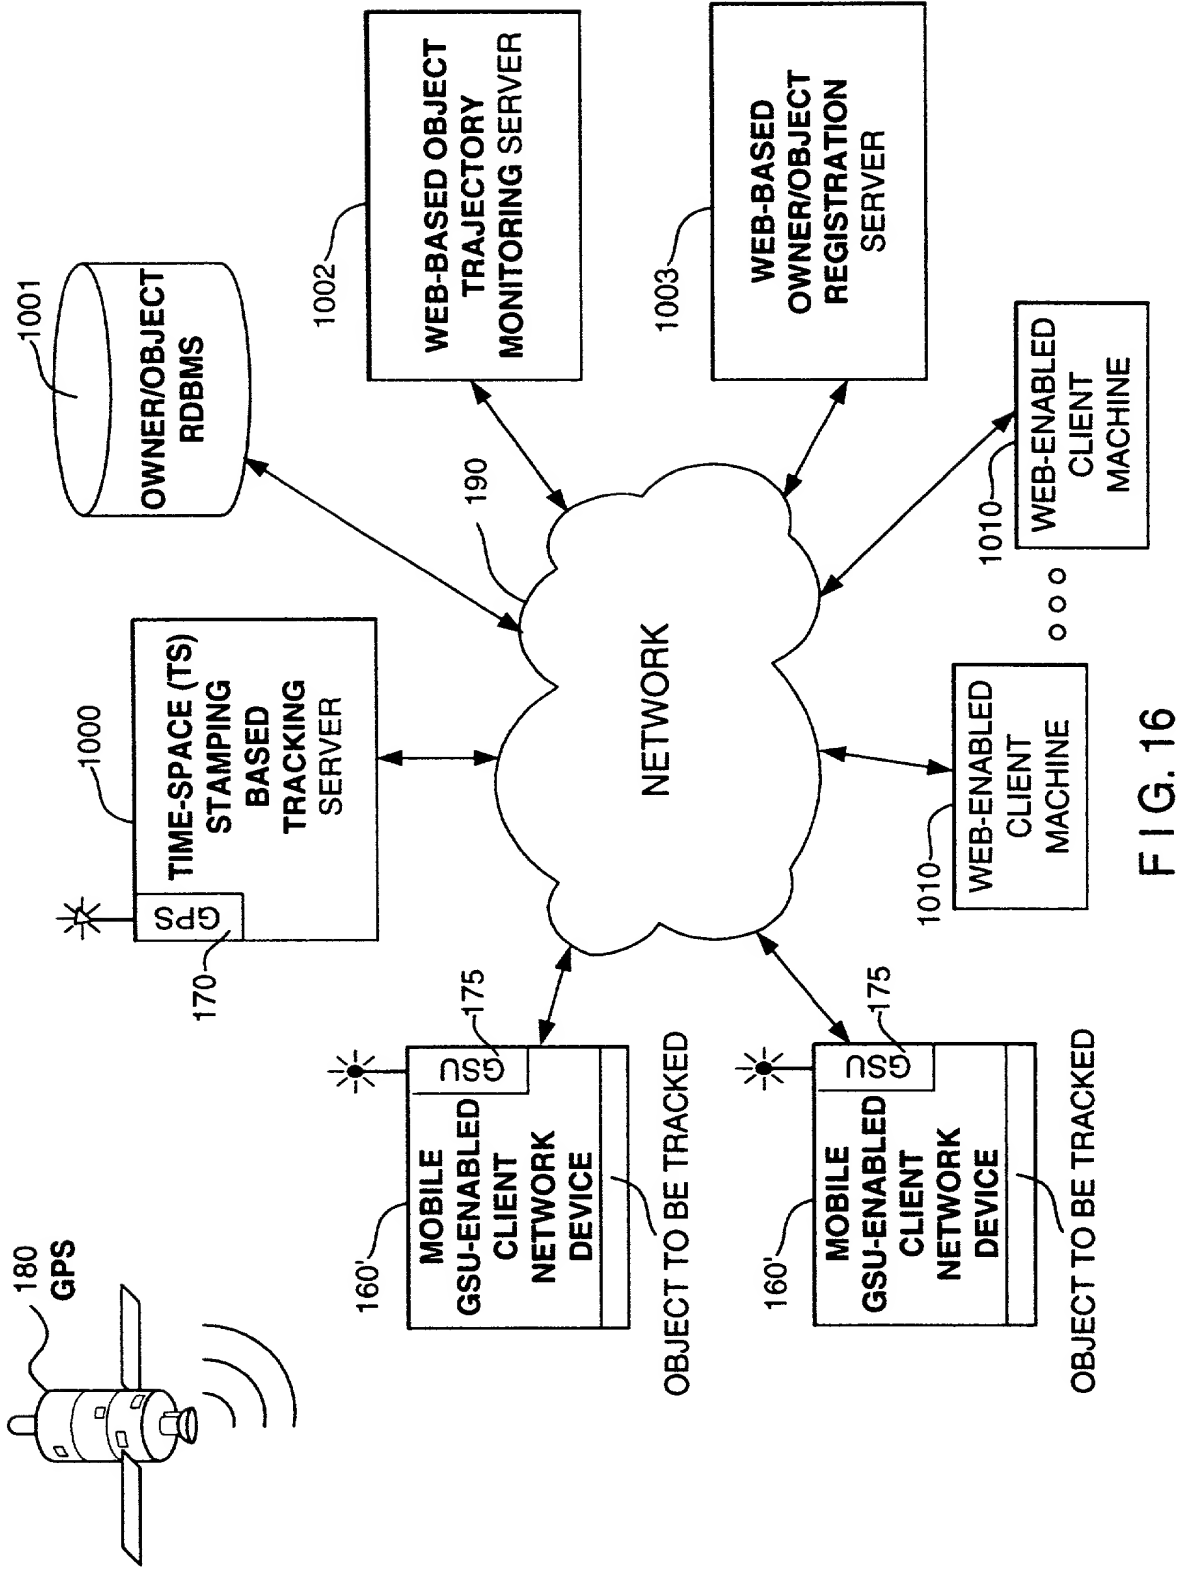 180
GPS
1000
TIME-SPACE (TS)
STAMPING
BASED
TRACKING
SERVER
GPS
170
1001
OWNER/OBJECT
RDBMS
1002
WEB-BASED OBJECT
TRAJECTORY
MONITORING SERVER
1003
WEB-BASED
OWNER/OBJECT
REGISTRATION
SERVER
190
NETWORK
160'
MOBILE
GSU-ENABLED
CLIENT
NETWORK
DEVICE
GSU
175
OBJECT TO BE TRACKED
160'
MOBILE
GSU-ENABLED
CLIENT
NETWORK
DEVICE
GSU
175
OBJECT TO BE TRACKED
1010
WEB-ENABLED
CLIENT
MACHINE
1010
WEB-ENABLED
CLIENT
MACHINE
FIG. 16